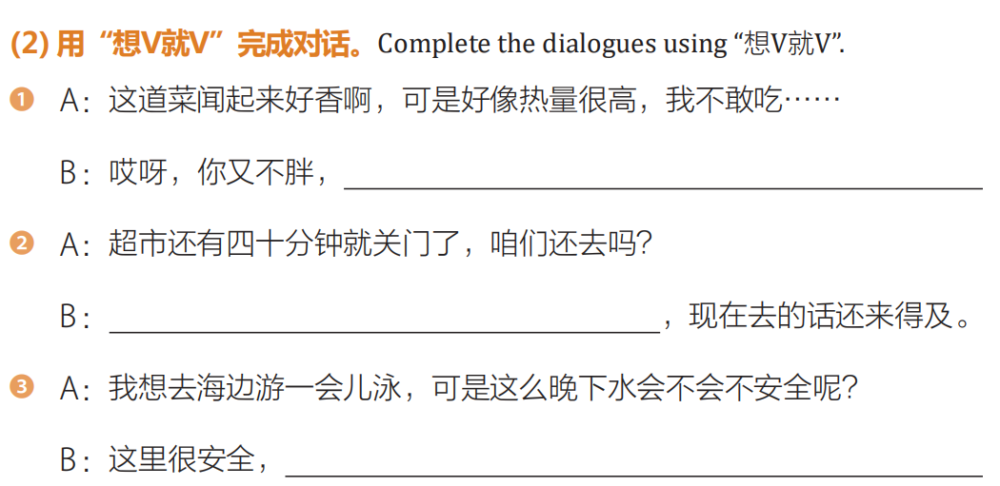 (2) 用“想V就V”完成对话。Complete the dialogues using “想V就V”.
1 A：这道菜闻起来好香啊，可是好像热量很高，我不敢吃……
B：哎呀，你又不胖，
2 A：超市还有四十分钟就关门了，咱们还去吗？
B：，现在去的话还来得及。
3 A：我想去海边游一会儿泳，可是这么晚下水会不会不安全呢？
B：这里很安全，